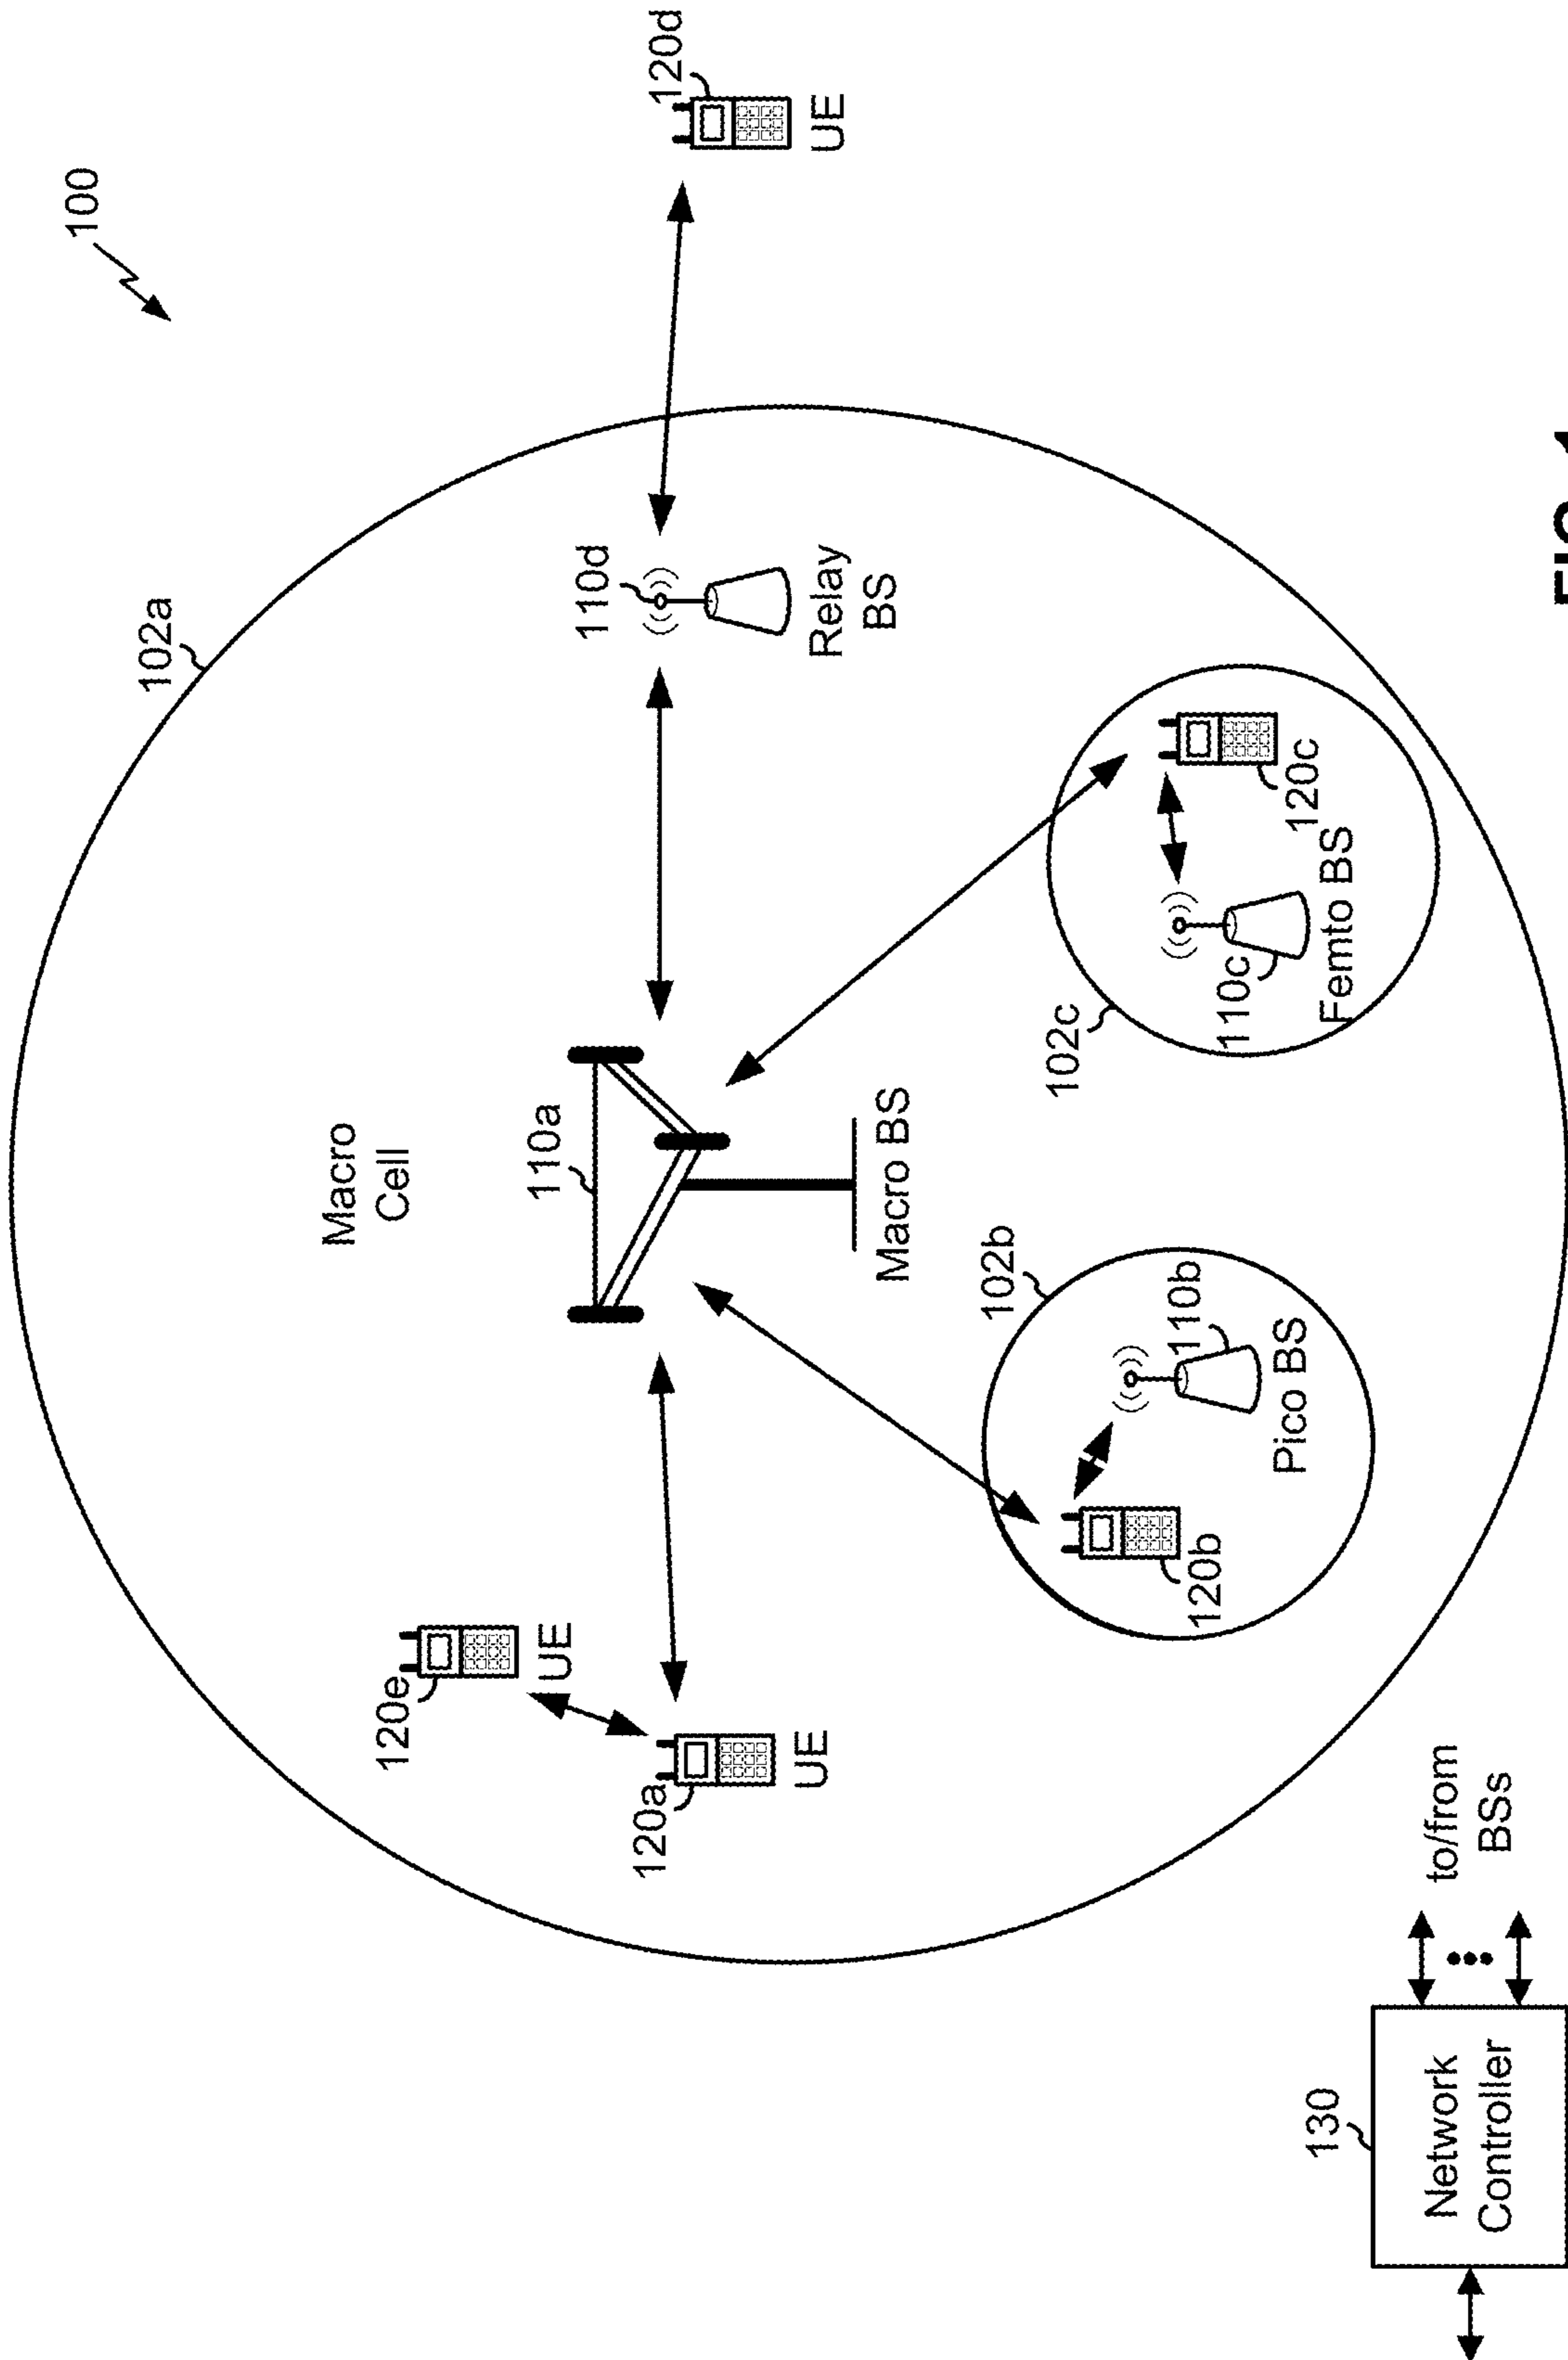 100
102a
Macro
Cell
120e
UE
110a
110d
120d
120a
UE
Relay
BS
UE
Macro BS
102b
102c
110b
120b
Pico BS
110c
120c
Femto BS
130
Network
Controller
to/from
BSs